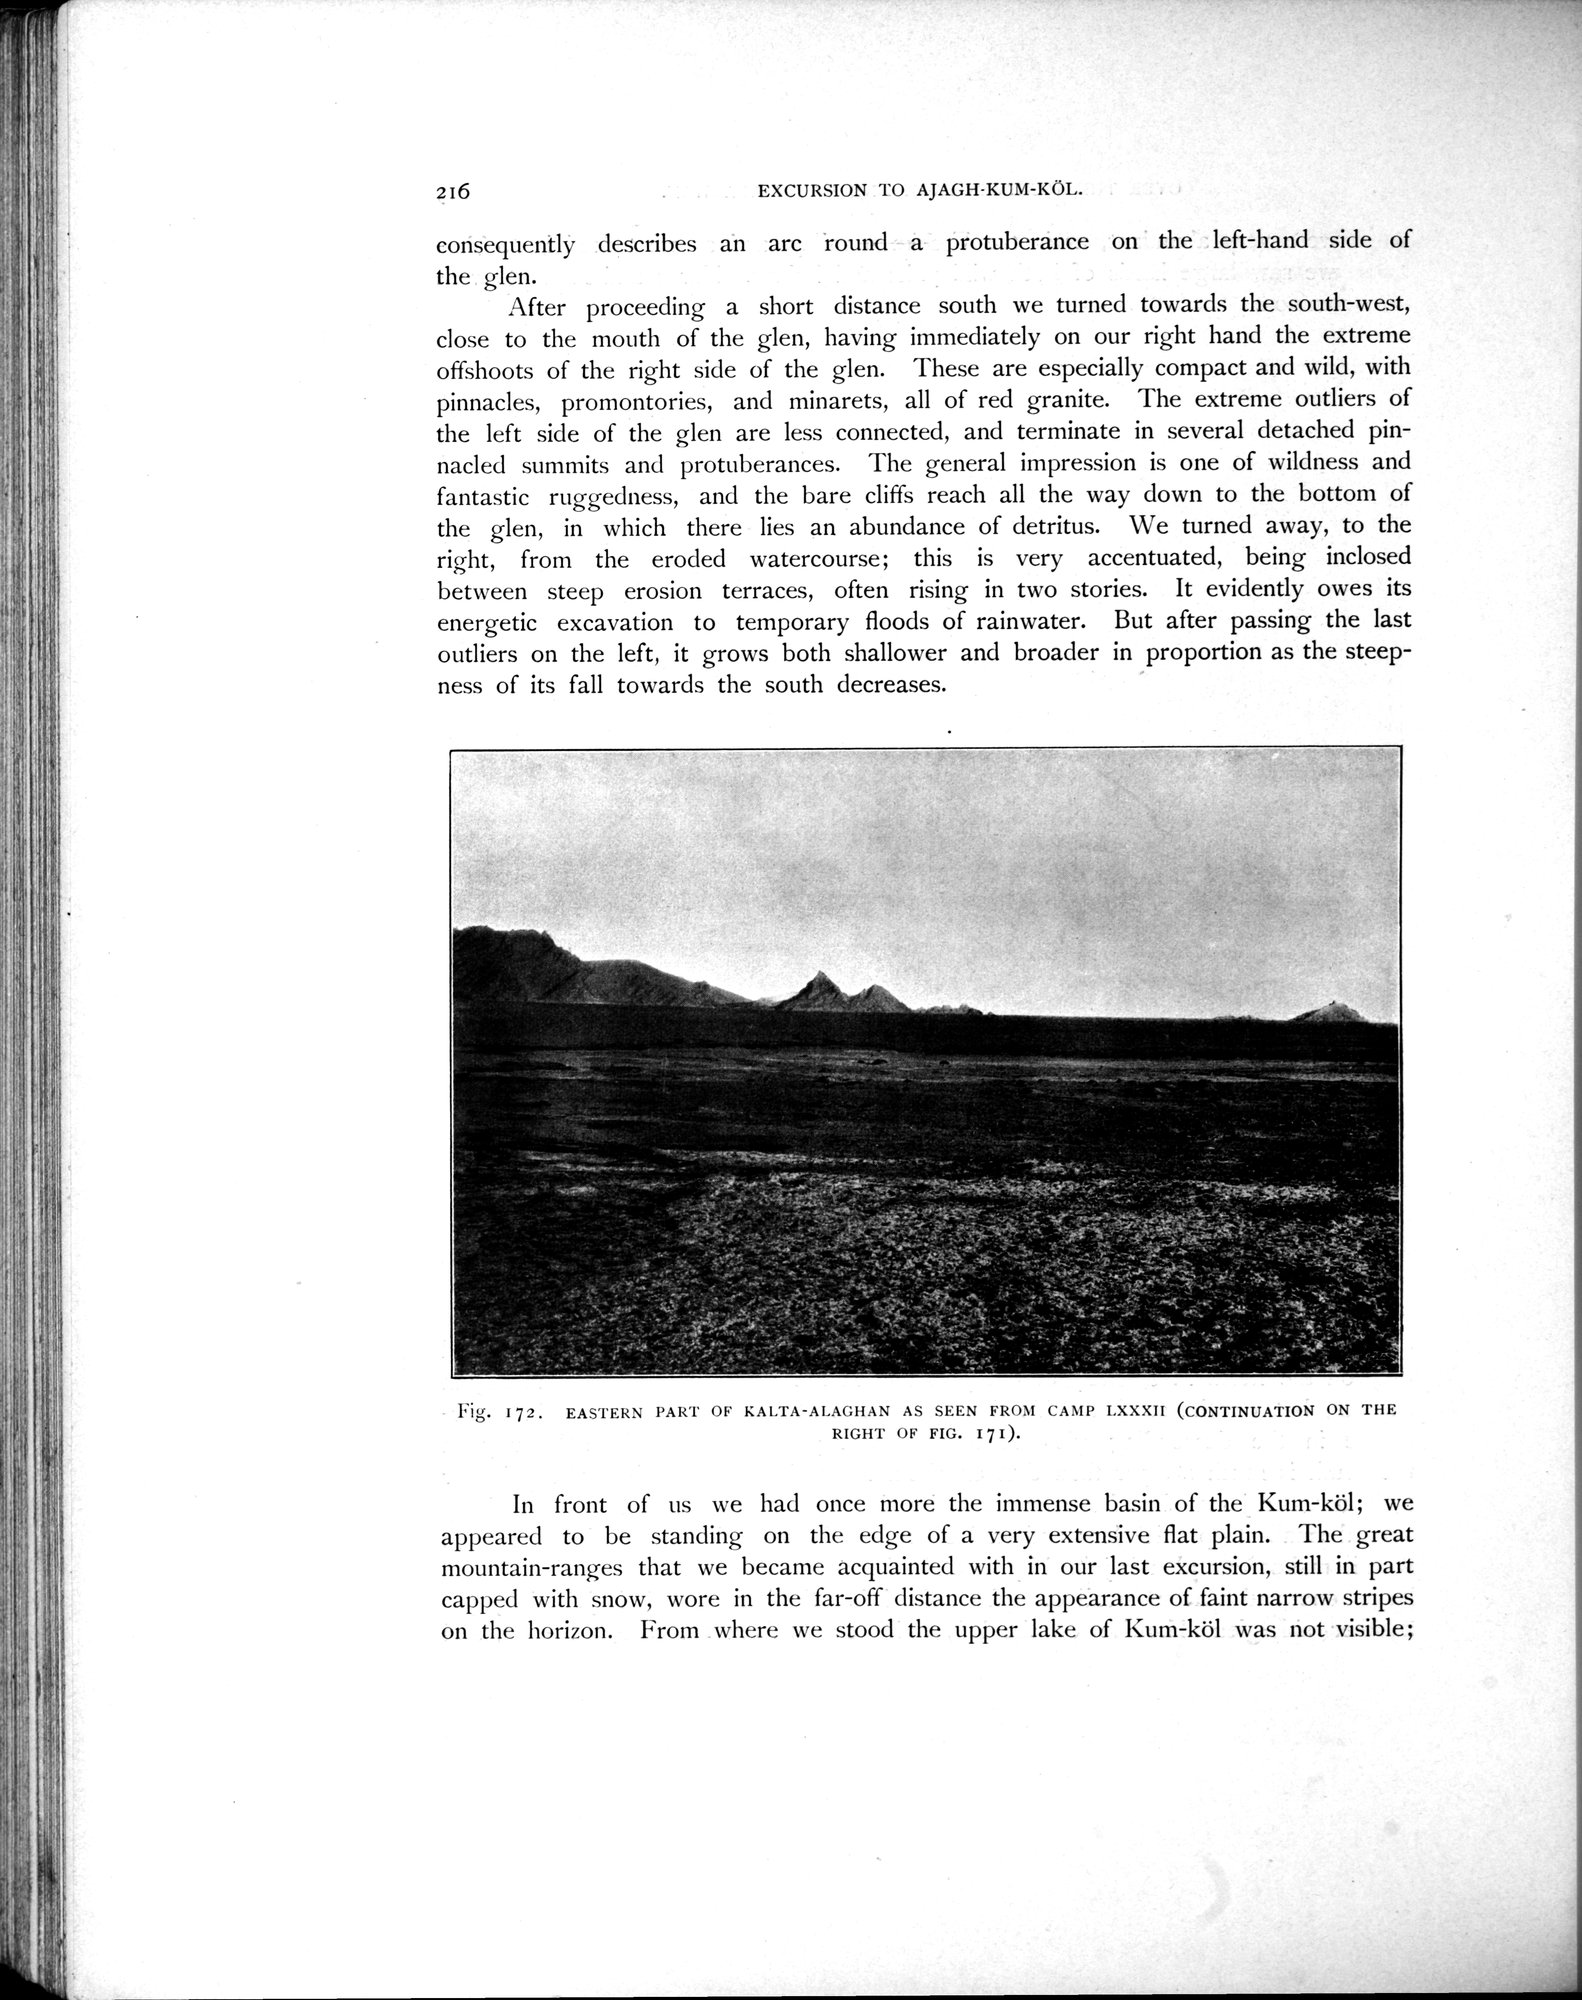 216
EXCURSION TO AJAGH-KUM-KÖL.
consequently describes an arc round a protuberance on the left-hand side of
the glen.
After proceeding a short distance south we turned towards the south-west,
close to the mouth of the glen, having immediately on our right hand the extreme
offshoots of the right side of the glen. These are especially compact and wild, with
pinnacles, promontories, and minarets, all of red granite. The extreme outliers of
the left side of the glen are less connected, and terminate in several detached pin-
nacled summits and protuberances. The general impression is one of wildness and
fantastic ruggedness, and the bare cliffs reach all the way down to the bottom of
the glen, in which there lies an abundance of detritus. We turned away, to the
right, from the eroded watercourse; this is very accentuated, being inclosed
between steep erosion terraces, often rising in two stories. It evidently owes its
energetic excavation to temporary floods of rainwater. But after passing the last
outliers on the left, it grows both shallower and broader in proportion as the steep-
ness of its fall towards the south decreases.
Fig. 172. EASTERN PART OF KALTA-ALAGHAN AS SEEN FROM CAMP LXXXII (CONTINUATION ON THE
RIGHT OF FIG. 171).
In front of us we had once more the immense basin of the Kum-köl; we
appeared to be standing on the edge of a very extensive flat plain. The great
mountain-ranges that we became acquainted with in our last excursion, still in part
capped with snow, wore in the far-off distance the appearance of faint narrow stripes
on the horizon. From where we stood the upper lake of Kum-köl was not visible;